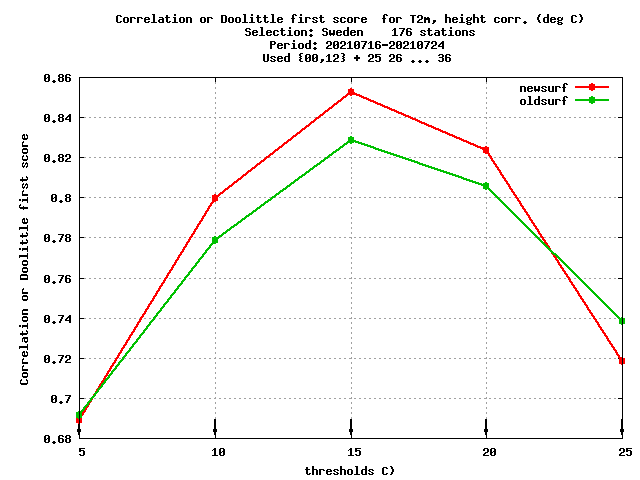 Correlation or Doolittle first score  for T2m, height corr. (deg C)
Selection: Sweden    176 stations
Period: 20210716-20210724
Used {00,12} + 25 26 ... 36
newsurf
oldsurf
Correlation or Doolittle first score
0.86
0.84
0.82
0.8
0.78
0.76
0.74
0.72
0.7
0.68
5 10 15 20 25
thresholds C)